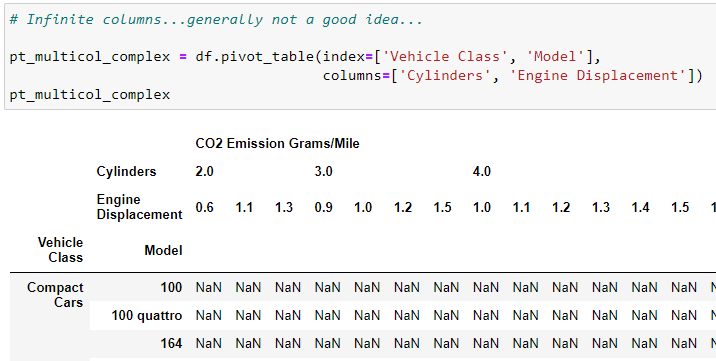 # Infinite columns...generally not a good idea...
pt_multicol_complex = df.pivot_table(index=['Vehicle Class', 'Model'],
columns=['Cylinders', 'Engine Displacement'])
pt_multicol_complex
CO2 Emission Grams/Mile
Cylinders 2.0 3.0 4.0
Engine Displacement 0.6 1.1 1.3 0.9 1.0 1.2 1.5 1.0 1.1 1.2 1.3 1.4 1.5
Vehicle Class Model
Compact Cars 100 NaN NaN NaN NaN NaN NaN NaN NaN NaN NaN NaN NaN NaN
100 quattro NaN NaN NaN NaN NaN NaN NaN NaN NaN NaN NaN NaN NaN
164 NaN NaN NaN NaN NaN NaN NaN NaN NaN NaN NaN NaN NaN